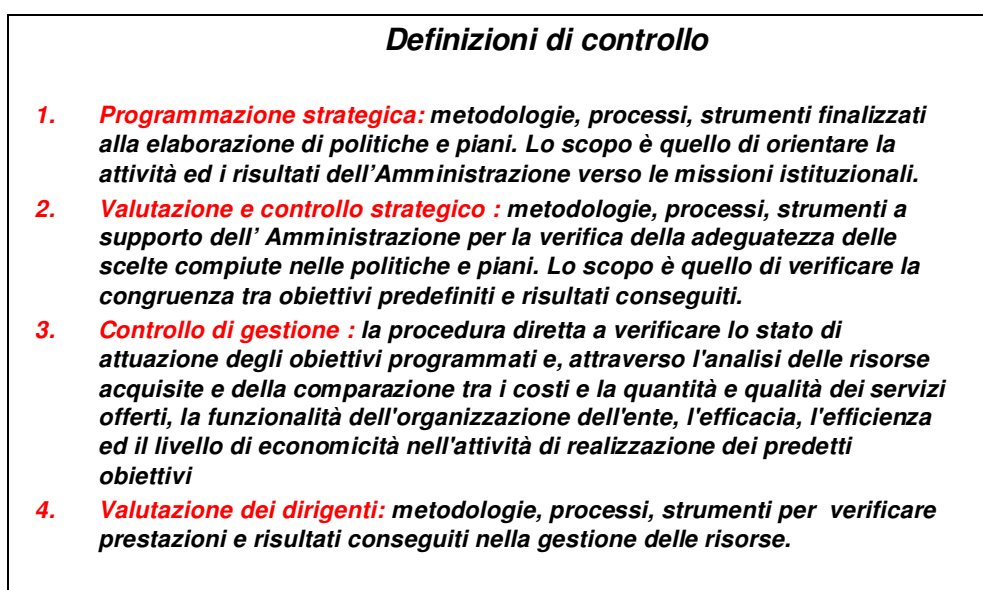 Definizioni di controllo
1. Programmazione strategica: metodologie, processi, strumenti finalizzati
alla elaborazione di politiche e piani. Lo scopo è quello di orientare la
attività ed i risultati dell'Amministrazione verso le missioni istituzionali.
2. Valutazione e controllo strategico : metodologie, processi, strumenti a
supporto dell' Amministrazione per la verifica della adeguatezza delle
scelte compiute nelle politiche e piani. Lo scopo è quello di verificare la
congruenza tra obiettivi predefiniti e risultati conseguiti.
3. Controllo di gestione : la procedura diretta a verificare lo stato di
attuazione degli obiettivi programmati e, attraverso l'analisi delle risorse
acquisite e della comparazione tra i costi e la quantità e qualità dei servizi
offerti, la funzionalità dell'organizzazione dell'ente, l'efficacia, l'efficienza
ed il livello di economicità nell'attività di realizzazione dei predetti
obiettivi
4. Valutazione dei dirigenti: metodologie, processi, strumenti per verificare
prestazioni e risultati conseguiti nella gestione delle risorse.